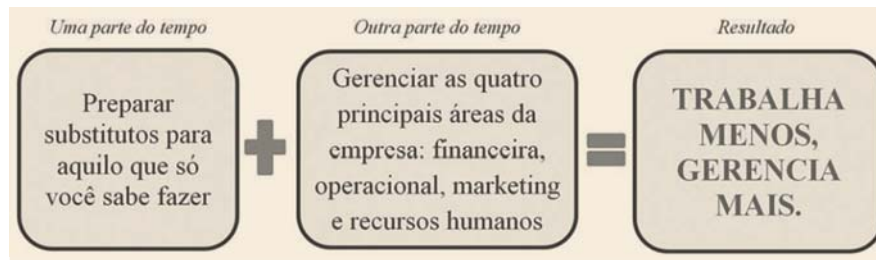 Uma parte do tempo
Preparar
substitutos para
aquilo que só
você sabe fazer
Outra parte do tempo
Gerenciar as quatro
principais áreas da
empresa: financeira,
operacional, marketing
e recursos humanos
Resultado
TRABALHA
MENOS,
GERENCIA
MAIS.